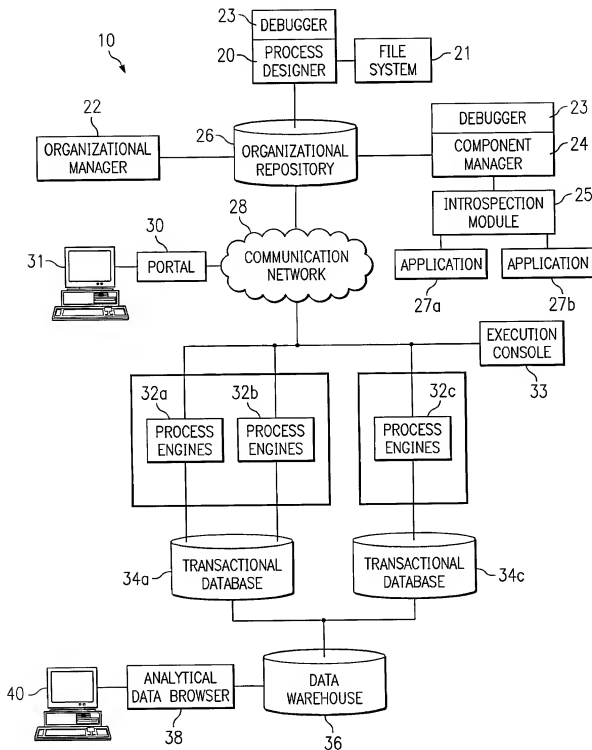 23
DEBUGGER
10
20
PROCESS
DESIGNER
FILE
SYSTEM
21
22
ORGANIZATIONAL
MANAGER
26
ORGANIZATIONAL
REPOSITORY
DEBUGGER
23
COMPONENT
MANAGER
24
INTROSPECTION
MODULE
25
28
COMMUNICATION
NETWORK
30
31
PORTAL
APPLICATION
27a
APPLICATION
27b
EXECUTION
CONSOLE
33
32a
PROCESS
ENGINES
32b
PROCESS
ENGINES
32c
PROCESS
ENGINES
34a
TRANSACTIONAL
DATABASE
TRANSACTIONAL
DATABASE
34c
40
ANALYTICAL
DATA BROWSER
38
DATA
WAREHOUSE
36